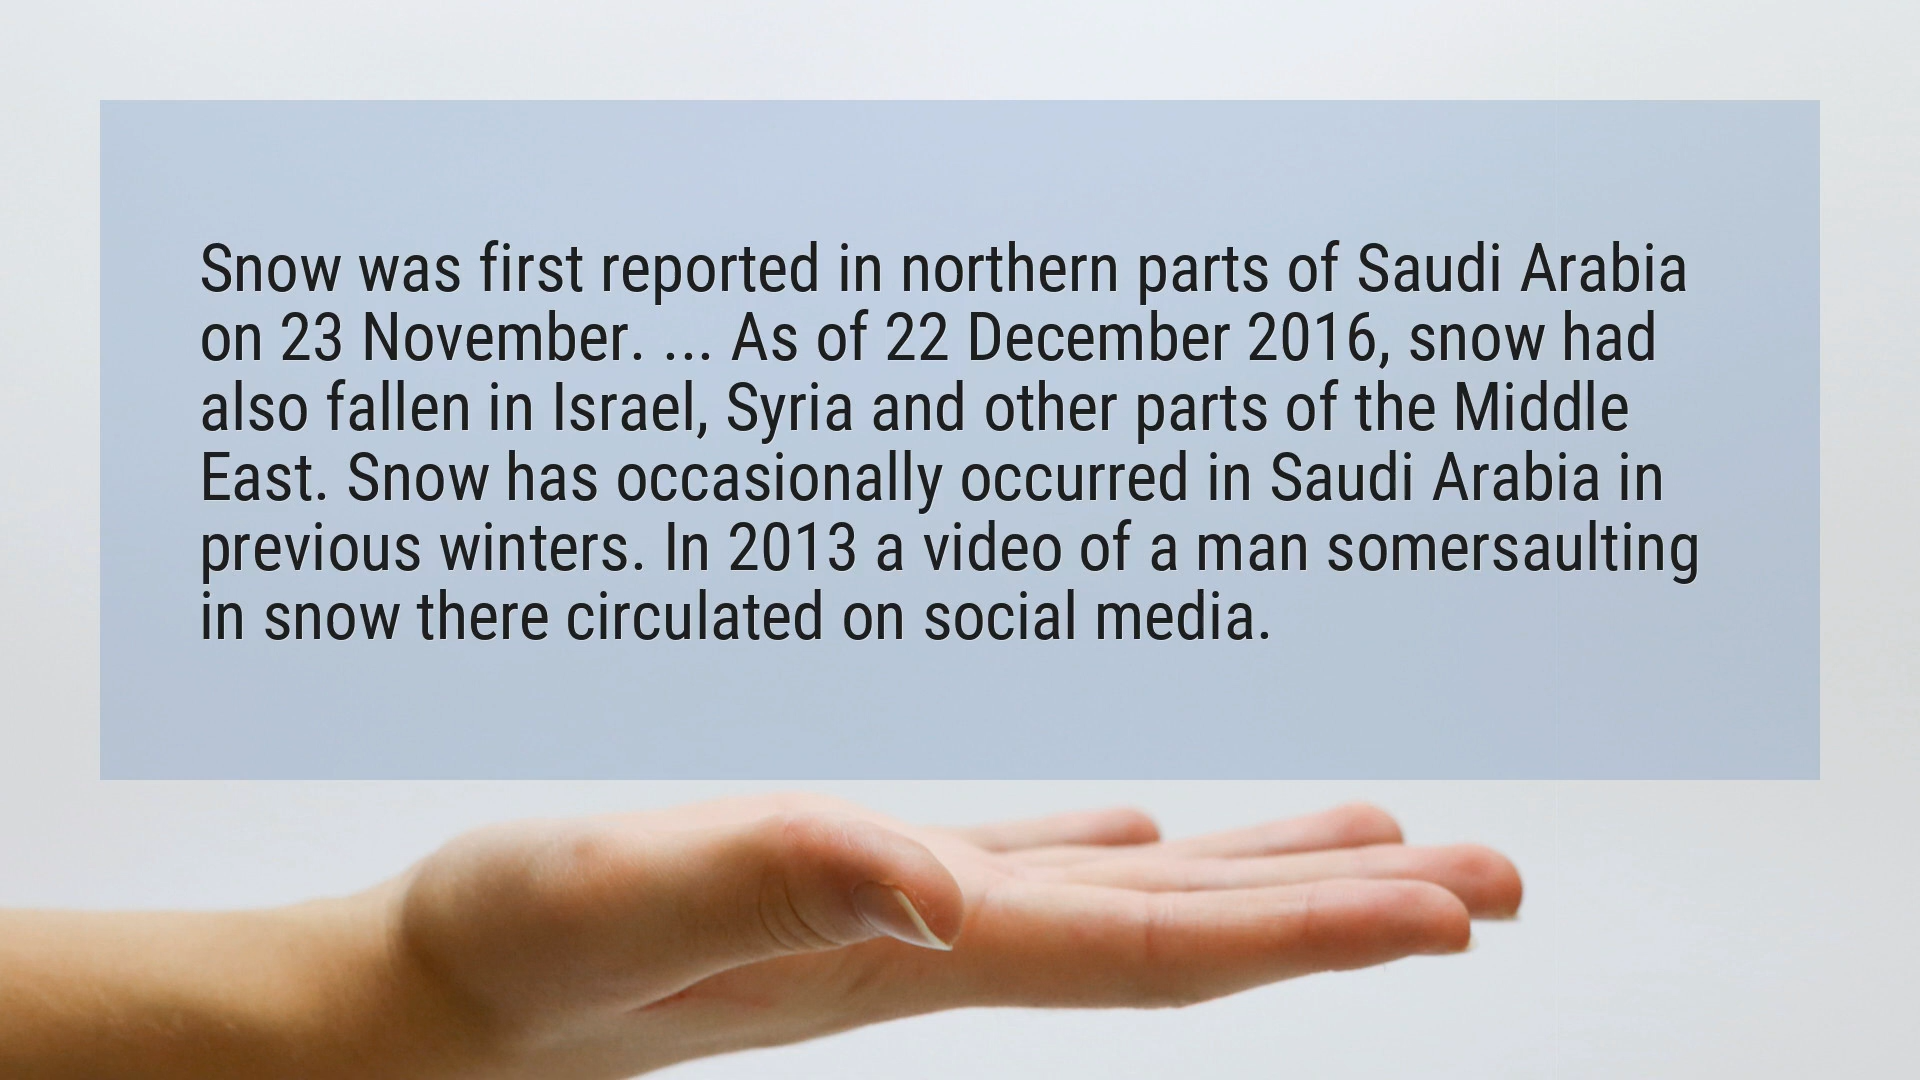 Snow was first reported in northern parts of Saudi Arabia
on 23 November. ... As of 22 December 2016, snow had
also fallen in Israel, Syria and other parts of the Middle
East. Snow has occasionally occurred in Saudi Arabia in
previous winters. In 2013 a video of a man somersaulting
in snow there circulated on social media.